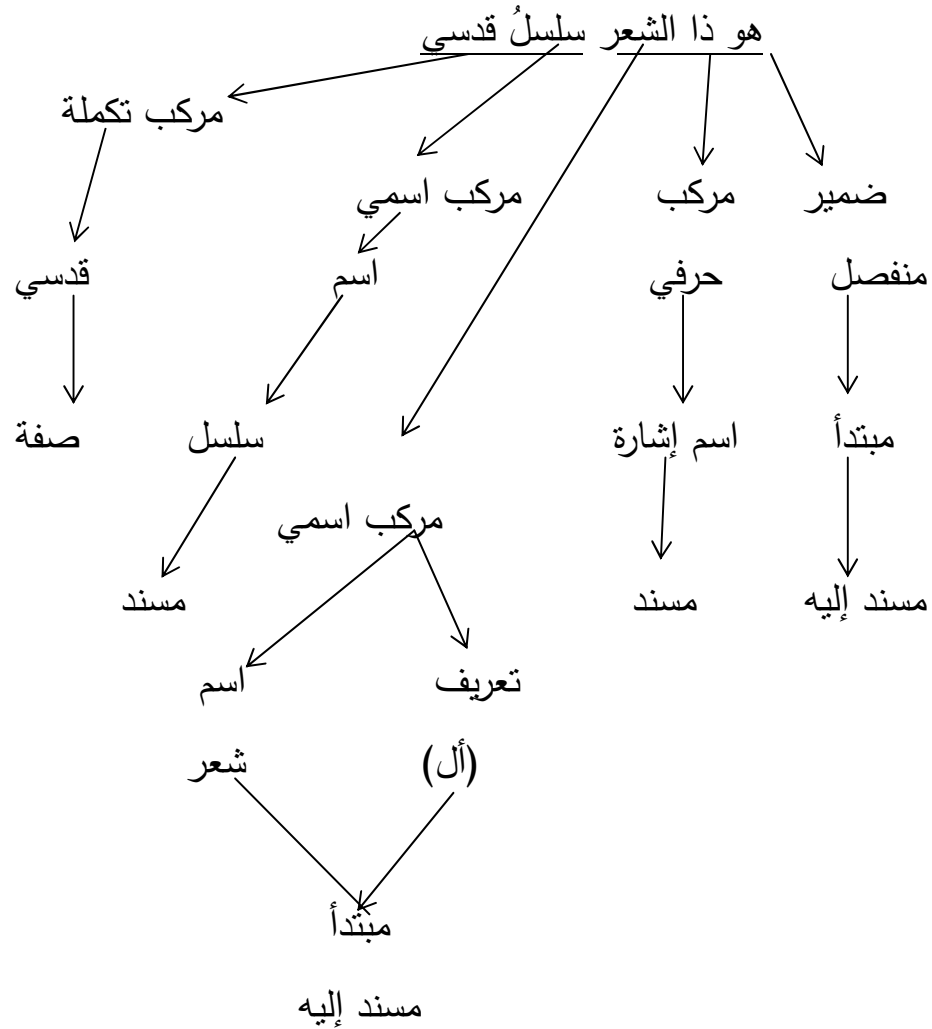 هو ذا الشعر سلسلُ قدسي
مركب تكملة
ضمير مركب مركب اسمي
منفصل حرفي اسم قدسي
مبتدأ اسم إشارة سلسل صفة
مركب اسمي
مسند إليه مسند مسند
تعريف اسم
(أل) شعر
مبتدأ
مسند إليه